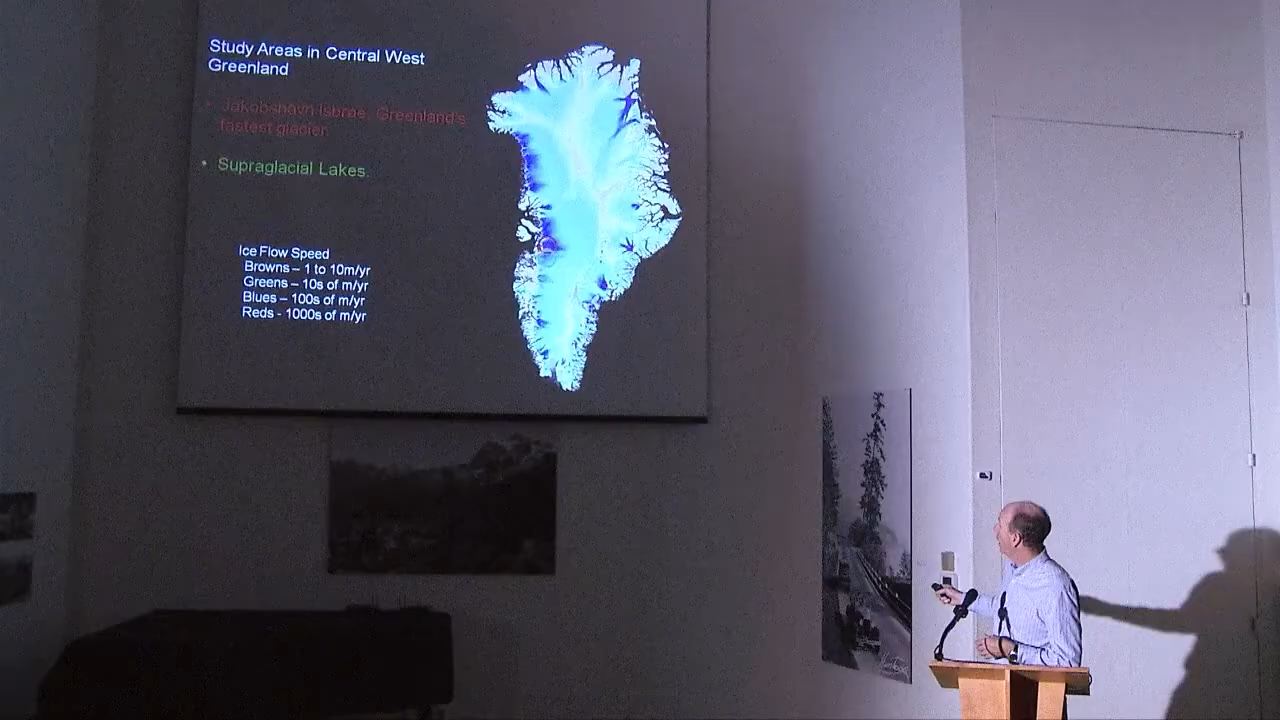 Study Areas in Central West
Greenland
• Jakobshavn Isbrae, Greenland's
fastest glacier.
• Supraglacial Lakes.
Ice Flow Speed
Browns – 1 to 10m/yr
Greens – 10s of m/yr
Blues – 100s of m/yr
Reds - 1000s of m/yr